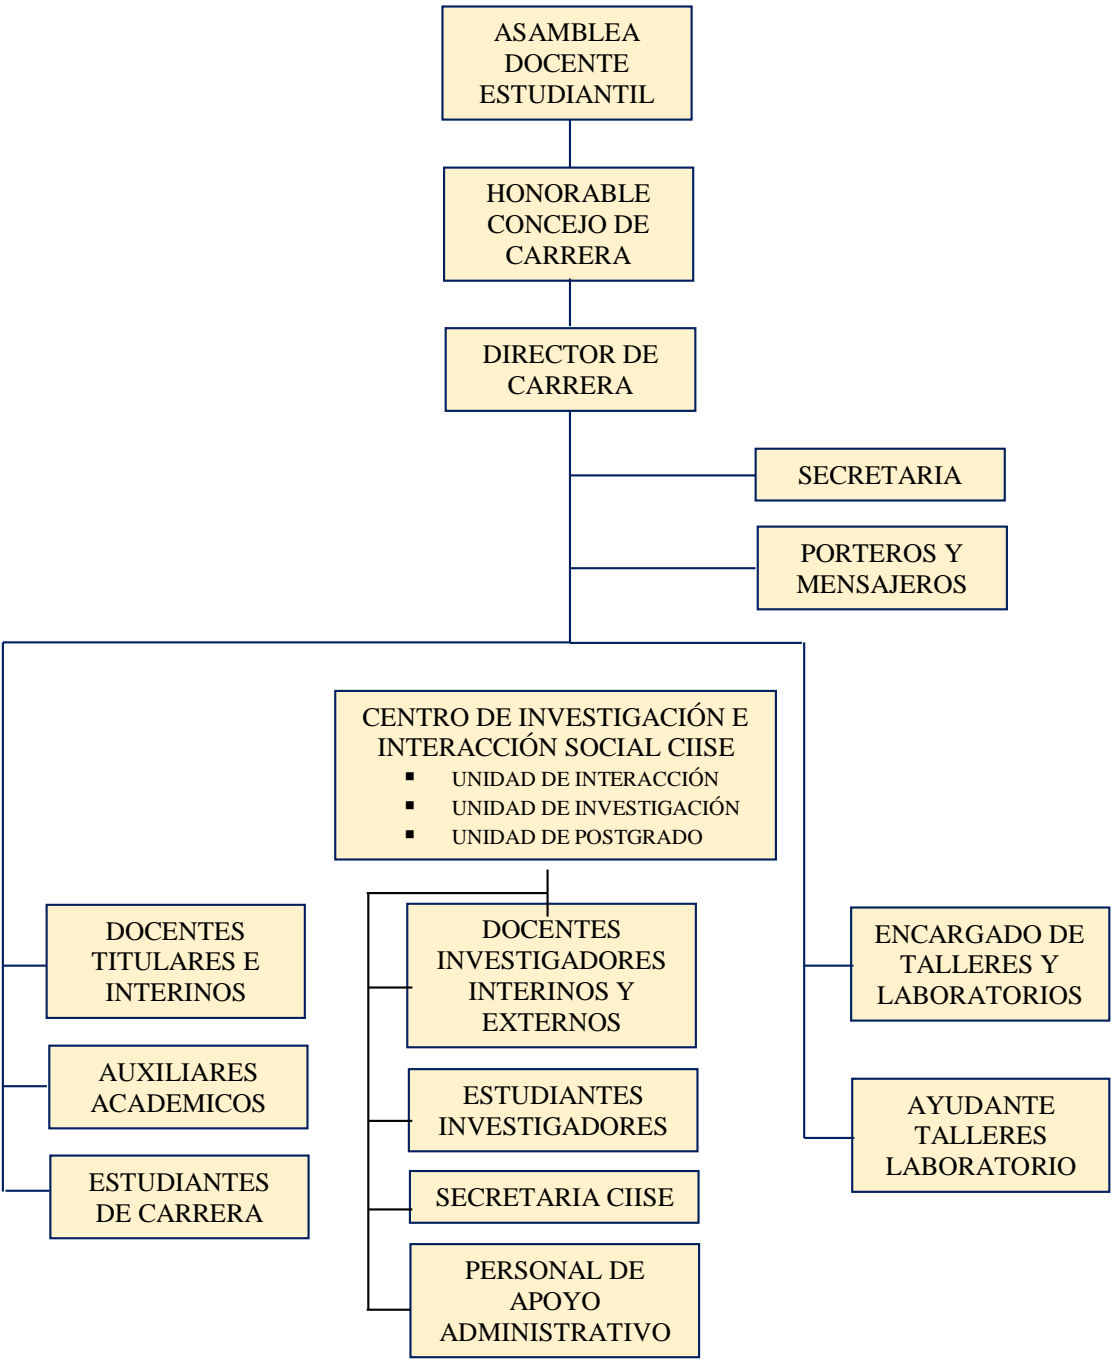 ASAMBLEA
DOCENTE
ESTUDIANTIL
HONORABLE
CONCEJO DE
CARRERA
DIRECTOR DE
CARRERA
SECRETARIA
PORTEROS Y
MENSAJEROS
CENTRO DE INVESTIGACIÓN E
INTERACCIÓN SOCIAL CIISE
▪ UNIDAD DE INTERACCIÓN
▪ UNIDAD DE INVESTIGACIÓN
▪ UNIDAD DE POSTGRADO
DOCENTES
TITULARES E
INTERINOS
AUXILIARES
ACADEMICOS
ESTUDIANTES
DE CARRERA
DOCENTES
INVESTIGADORES
INTERINOS Y
EXTERNOS
ESTUDIANTES
INVESTIGADORES
SECRETARIA CIISE
PERSONAL DE
APOYO
ADMINISTRATIVO
ENCARGADO DE
TALLERES Y
LABORATORIOS
AYUDANTE
TALLERES
LABORATORIO